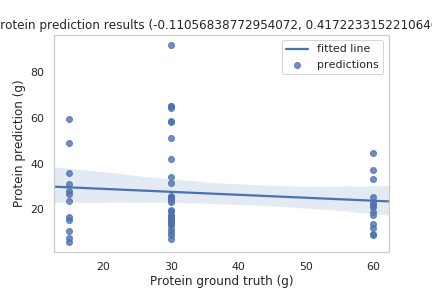 rotein prediction results (-0.11056838772954072, 0.417223315221064
fitted line
predictions
Protein prediction (g)
80
60
40
20
20
30
40
50
60
Protein ground truth (g)